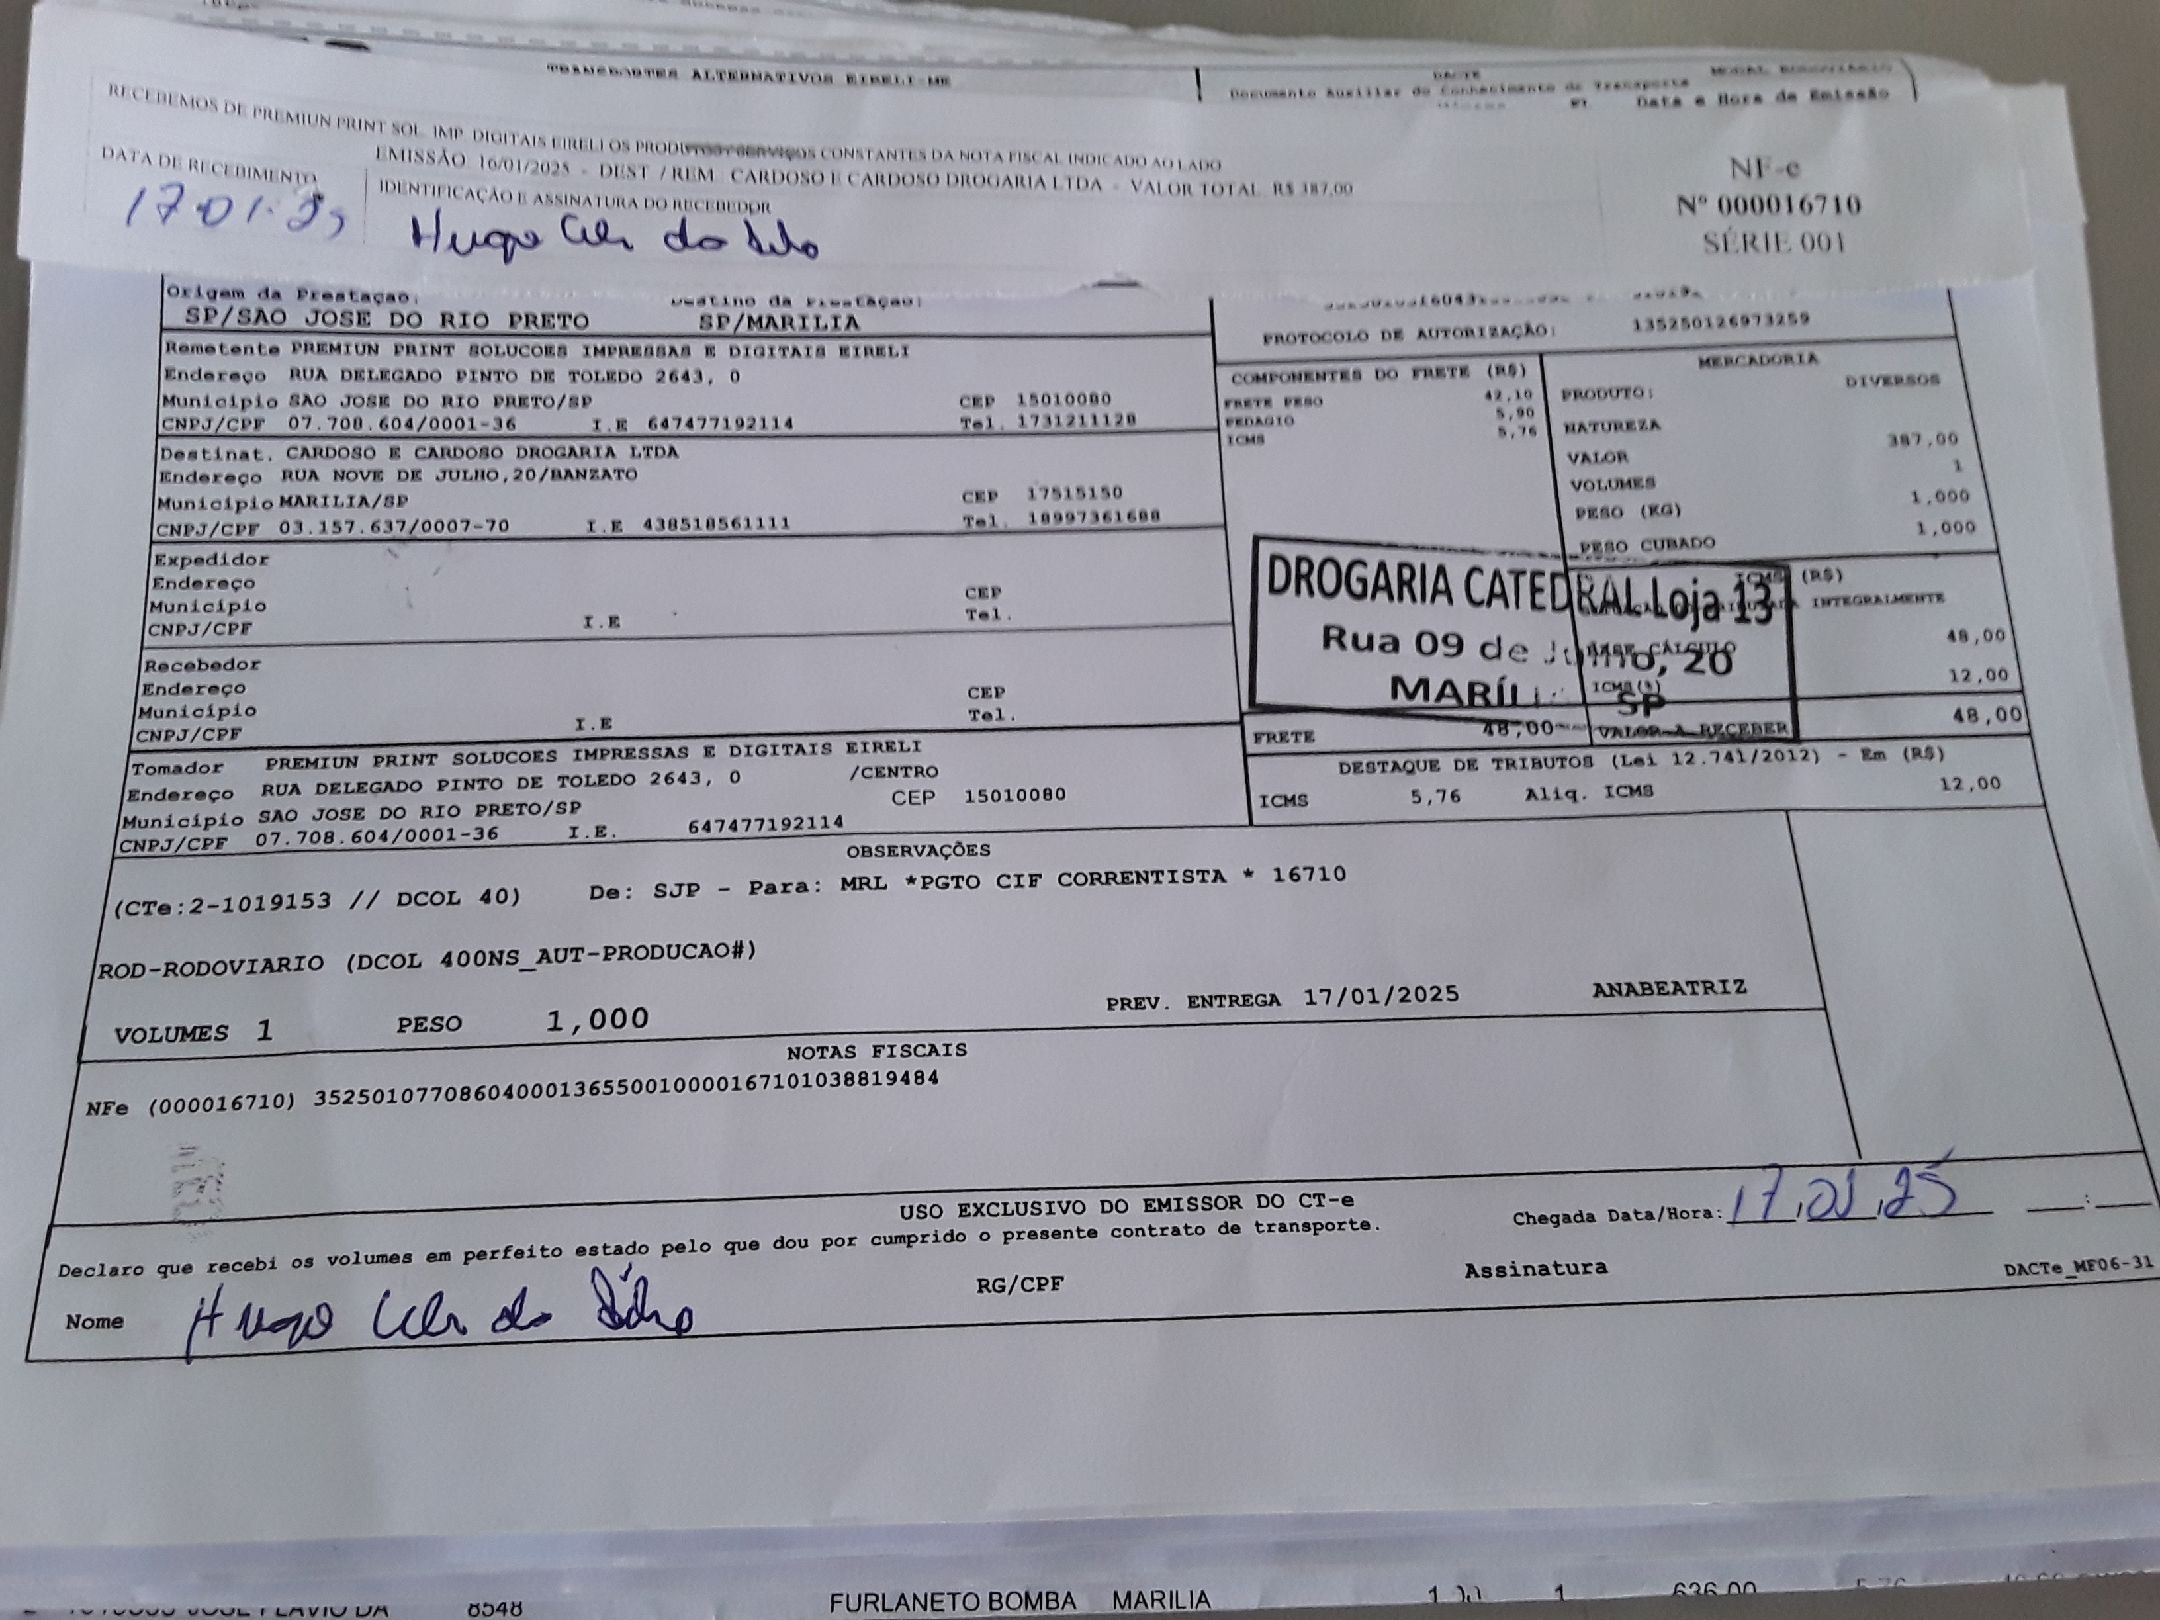 TRANSPORTES ALTERNATIVOS EIRELI-ME
DACTE
MODAL RODOVIÁRIO
Documento Auxiliar do Conhecimento de Transporte
Data e Hora de Emissão
RECEBEMOS DE PREMIUN PRINT SOL. IMP. DIGITAIS EIRELI OS PRODUTOS / SERVIÇOS CONSTANTES DA NOTA FISCAL INDICADO AO LADO
EMISSÃO: 16/01/2025 - DEST. / REM: CARDOSO E CARDOSO DROGARIA LTDA - VALOR TOTAL: R$ 387,00
DATA DE RECEBIMENTO
17.01.25
IDENTIFICAÇÃO E ASSINATURA DO RECEBEDOR
Hugo
NF-e
Nº 000016710
SÉRIE 001
Origem da Prestação: Destino da Prestação:
SP/SAO JOSE DO RIO PRETO SP/MARILIA
PROTOCOLO DE AUTORIZAÇÃO: 135250126973259
Remetente PREMIUN PRINT SOLUCOES IMPRESSAS E DIGITAIS EIRELI
Endereço RUA DELEGADO PINTO DE TOLEDO 2643, 0
Município SAO JOSE DO RIO PRETO/SP CEP 15010080
CNPJ/CPF 07.708.604/0001-36 I.E 647477192114 Tel. 1731211128
Destinat. CARDOSO E CARDOSO DROGARIA LTDA
Endereço RUA NOVE DE JULHO,20/BANZATO
Município MARILIA/SP CEP 17515150
CNPJ/CPF 03.157.637/0007-70 I.E 438518561111 Tel. 18997361688
Expedidor
Endereço
Município CEP
CNPJ/CPF I.E Tel.
Recebedor
Endereço
Município CEP
CNPJ/CPF I.E Tel.
Tomador PREMIUN PRINT SOLUCOES IMPRESSAS E DIGITAIS EIRELI
Endereço RUA DELEGADO PINTO DE TOLEDO 2643, 0 /CENTRO
Município SAO JOSE DO RIO PRETO/SP CEP 15010080
CNPJ/CPF 07.708.604/0001-36 I.E. 647477192114
COMPONENTES DO FRETE (R$)
FRETE PESO 42,10
PEDAGIO 5,90
ICMS 5,76
MERCADORIA
PRODUTO: DIVERSOS
NATUREZA
VALOR 387,00
VOLUMES 1
PESO (KG) 1,000
PESO CUBADO 1,000
ICMS (R$)
INTEGRALMENTE
BASE CÁLCULO 48,00
ICMS(%) 12,00
DROGARIA CATEDRAL Loja 13
Rua 09 de Julho, 20
MARÍLIA SP
FRETE 48,00 VALOR A RECEBER 48,00
DESTAQUE DE TRIBUTOS (Lei 12.741/2012) - Em (R$)
ICMS 5,76 Aliq. ICMS 12,00
OBSERVAÇÕES
(CTe:2-1019153 // DCOL 40) De: SJP - Para: MRL *PGTO CIF CORRENTISTA * 16710
ROD-RODOVIARIO (DCOL 400NS_AUT-PRODUCAO#)
VOLUMES 1 PESO 1,000 PREV. ENTREGA 17/01/2025 ANABEATRIZ
NOTAS FISCAIS
NFe (000016710) 35250107708604000136550010000167101038819484
USO EXCLUSIVO DO EMISSOR DO CT-e
Declaro que recebi os volumes em perfeito estado pelo que dou por cumprido o presente contrato de transporte.
Chegada Data/Hora: 17.01.25 :
Nome Hugo
RG/CPF
Assinatura
DACTe_MF06-31
8548 FURLANETO BOMBA MARILIA 1 636,00